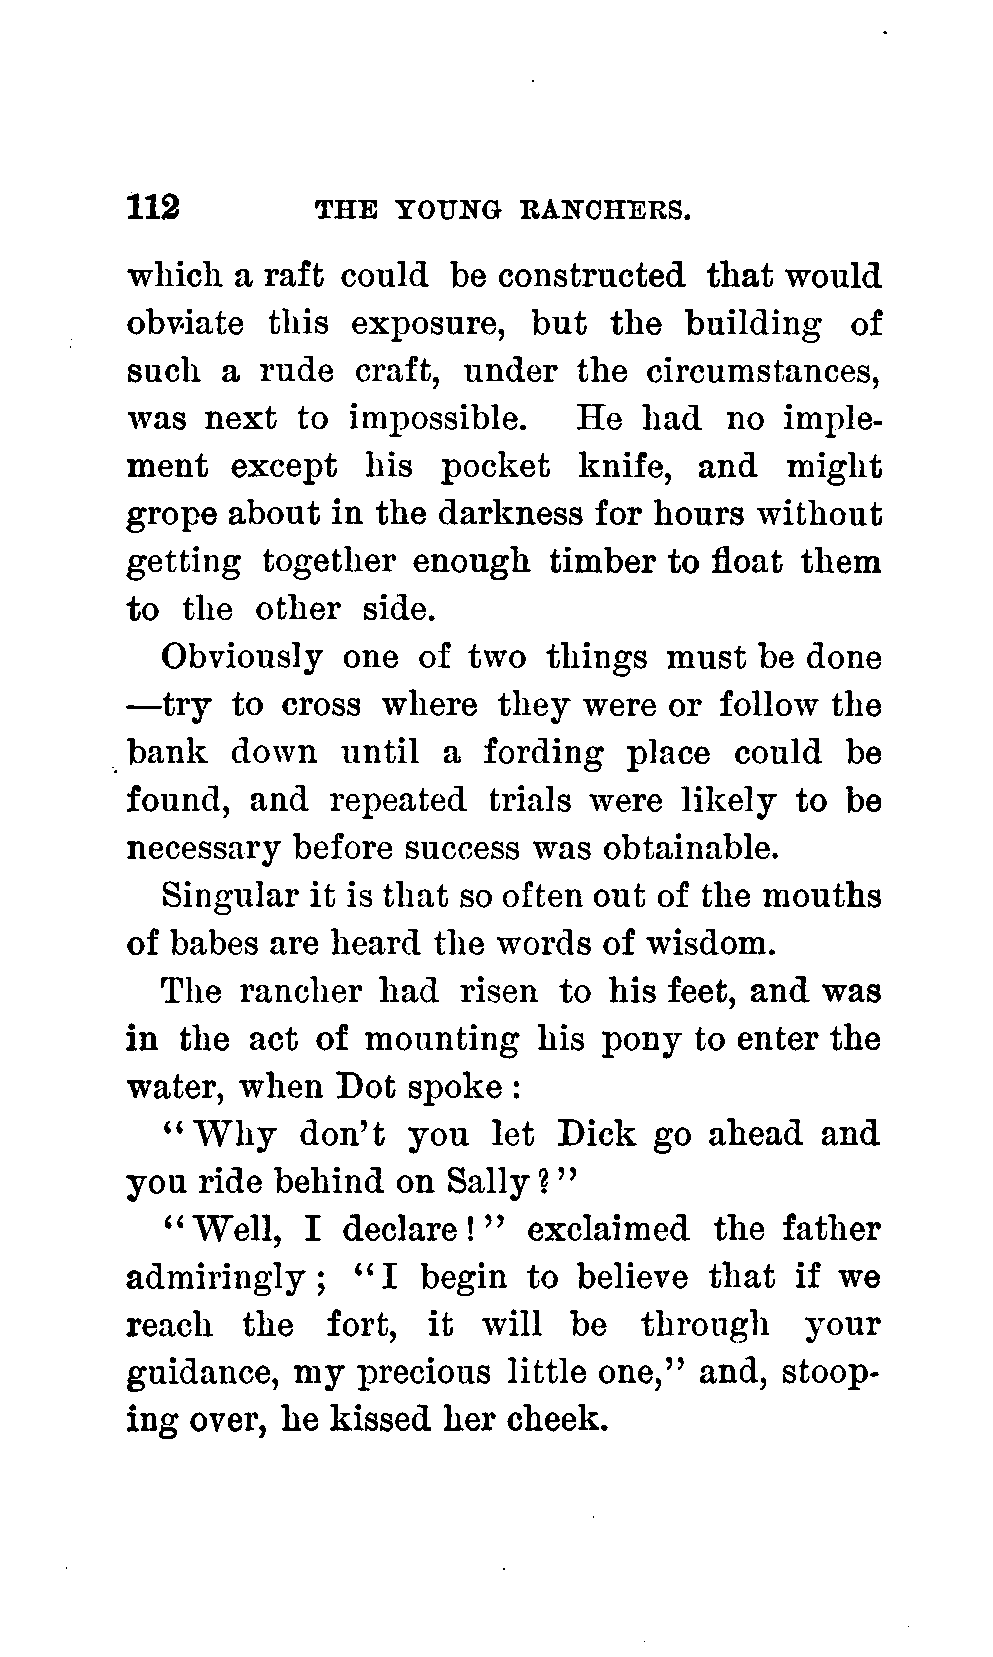 112 THE YOUNG RANCHERS.
which a raft could be constructed that would
obviate this exposure, but the building of
such a rude craft, under the circumstances,
was next to impossible. He had no imple-
ment except his pocket knife, and might
grope about in the darkness for hours without
getting together enough timber to float them
to the other side.
Obviously one of two things must be done
—try to cross where they were or follow the
bank down until a fording place could be
found, and repeated trials were likely to be
necessary before success was obtainable.
Singular it is that so often out of the mouths
of babes are heard the words of wisdom.
The rancher had risen to his feet, and was
in the act of mounting his pony to enter the
water, when Dot spoke :
“ Why don’t you let Dick go ahead and
you ride behind on Sally ? ”
“ Well, I declare ! ” exclaimed the father
admiringly ; “ I begin to believe that if we
reach the fort, it will be through your
guidance, my precious little one,” and, stoop-
ing over, he kissed her cheek.